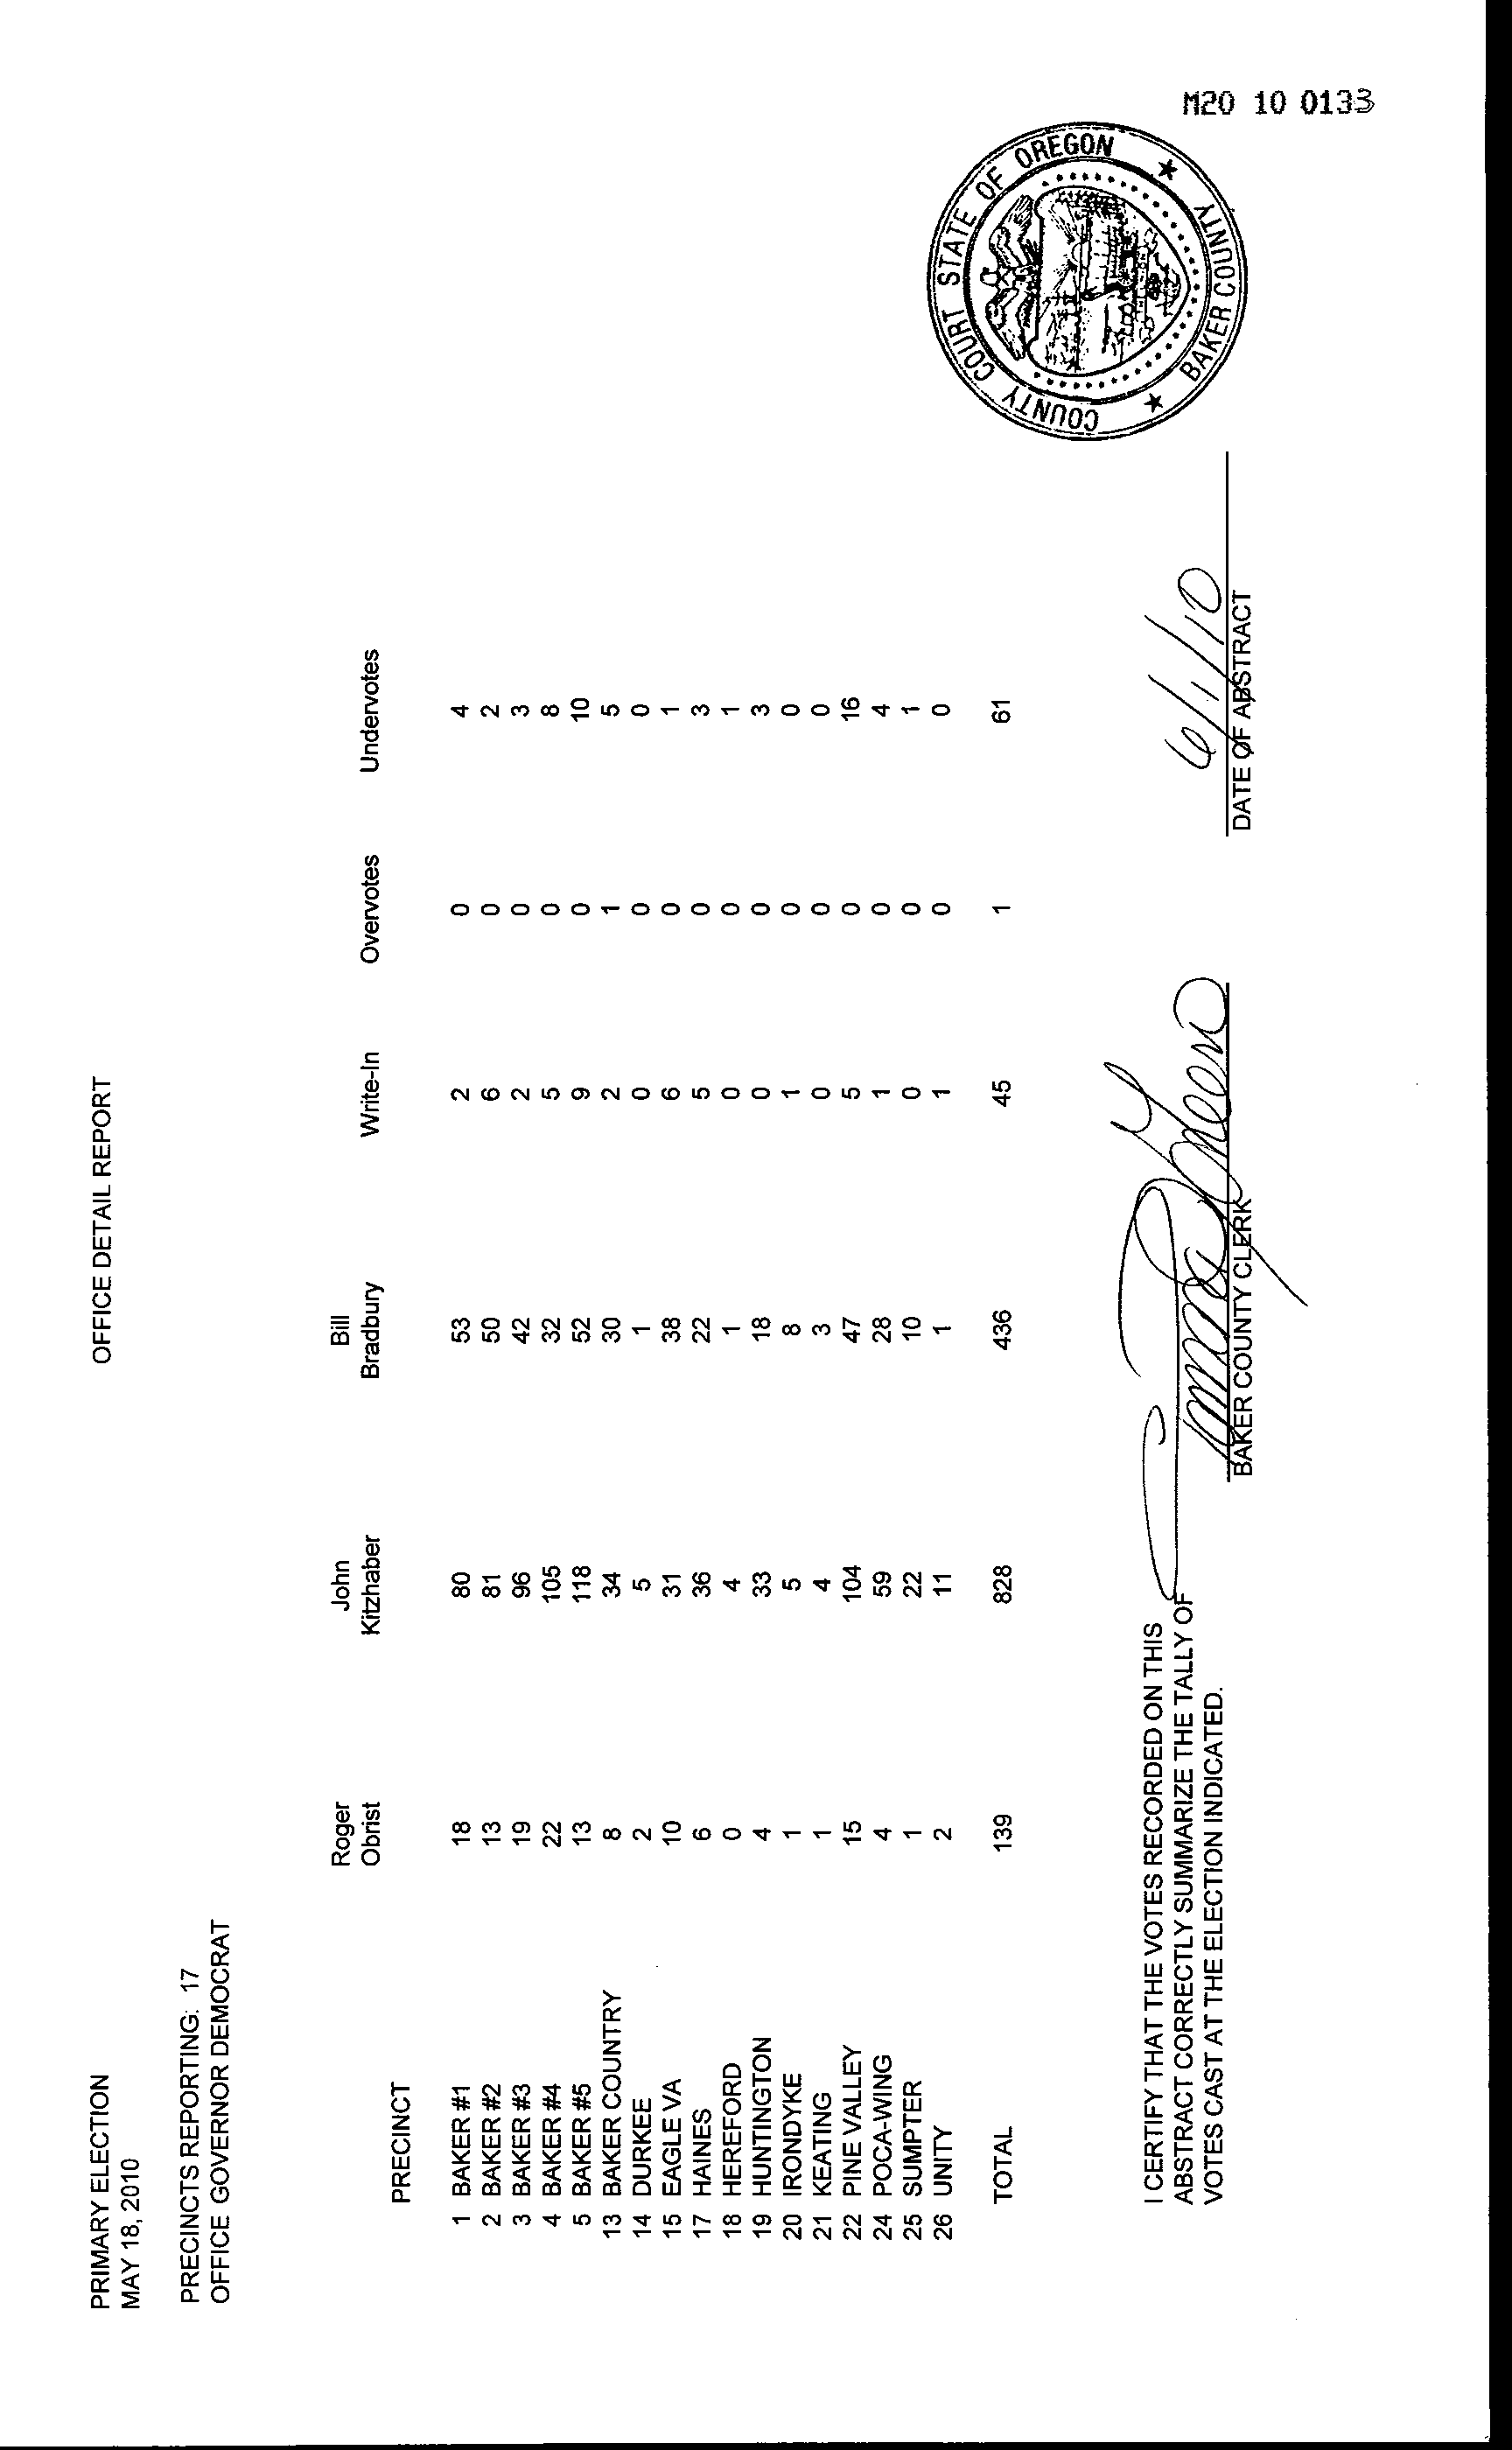 M20 10 0133
OFFICE DETAIL REPORT
PRIMARY ELECTION
MAY 18, 2010
PRECINCTS REPORTING: 17
OFFICE GOVERNOR DEMOCRAT
Roger John Bill
Obrist Kitzhaber Bradbury Write-In Overvotes Undervotes
PRECINCT
1 BAKER #1 18 80 53 2 0 4
2 BAKER #2 13 81 50 6 0 2
3 BAKER #3 19 96 42 2 0 3
4 BAKER #4 22 105 32 5 0 8
5 BAKER #5 13 118 52 9 0 10
13 BAKER COUNTRY 8 34 30 2 1 5
14 DURKEE 2 5 1 0 0 0
15 EAGLE VA 10 31 38 6 0 1
17 HAINES 6 36 22 5 0 3
18 HEREFORD 0 4 1 0 0 1
19 HUNTINGTON 4 33 18 0 0 3
20 IRONDYKE 1 5 8 1 0 0
21 KEATING 1 4 3 0 0 0
22 PINE VALLEY 15 104 47 5 0 16
24 POCA-WING 4 59 28 1 0 4
25 SUMPTER 1 22 10 0 0 1
26 UNITY 2 11 1 1 0 0
TOTAL 139 828 436 45 1 61
I CERTIFY THAT THE VOTES RECORDED ON THIS
ABSTRACT CORRECTLY SUMMARIZE THE TALLY OF
VOTES CAST AT THE ELECTION INDICATED.
Green
BAKER COUNTY CLERK
6/1/10
DATE OF ABSTRACT
COUNTY COURT STATE OF OREGON
★ BAKER COUNTY ★